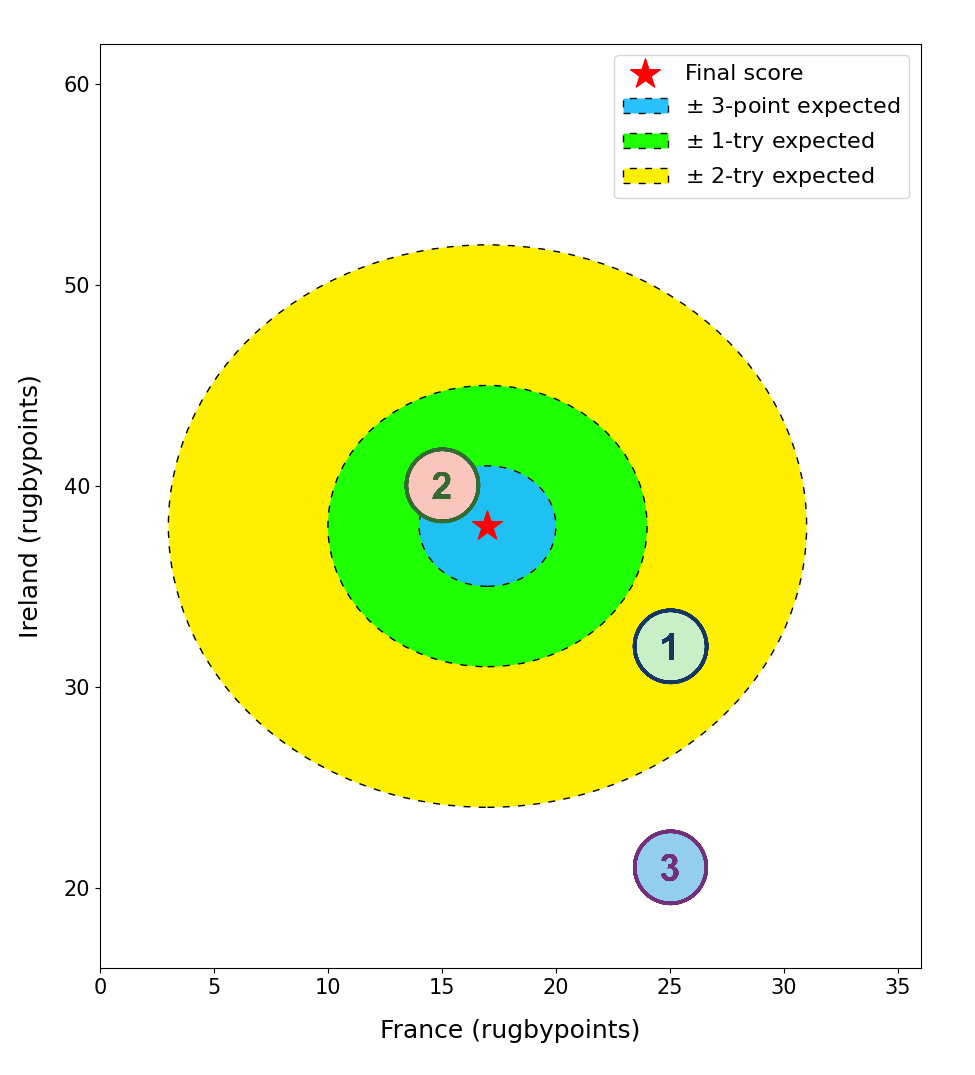 Final score
± 3-point expected
± 1-try expected
± 2-try expected
60
50
40
30
20
Ireland (rugbypoints)
2
1
3
0 5 10 15 20 25 30 35
France (rugbypoints)